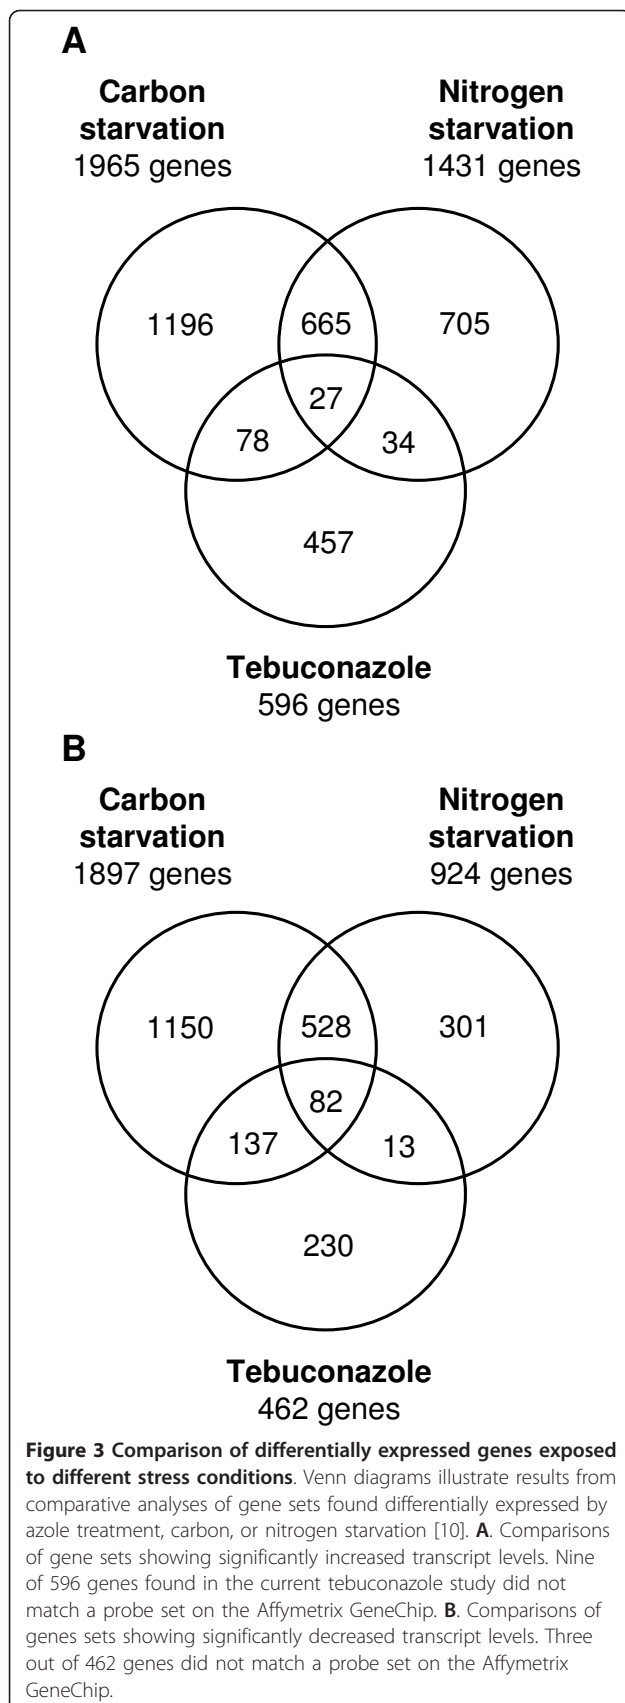 A
Carbon
starvation
1965 genes
Nitrogen
starvation
1431 genes
1196
665
705
27
78
34
457
Tebuconazole
596 genes
B
Carbon
starvation
1897 genes
Nitrogen
starvation
924 genes
1150
528
301
82
137
13
230
Tebuconazole
462 genes
Figure 3 Comparison of differentially expressed genes exposed
to different stress conditions. Venn diagrams illustrate results from
comparative analyses of gene sets found differentially expressed by
azole treatment, carbon, or nitrogen starvation [10]. A. Comparisons
of gene sets showing significantly increased transcript levels. Nine
of 596 genes found in the current tebuconazole study did not
match a probe set on the Affymetrix GeneChip. B. Comparisons of
genes sets showing significantly decreased transcript levels. Three
out of 462 genes did not match a probe set on the Affymetrix
GeneChip.